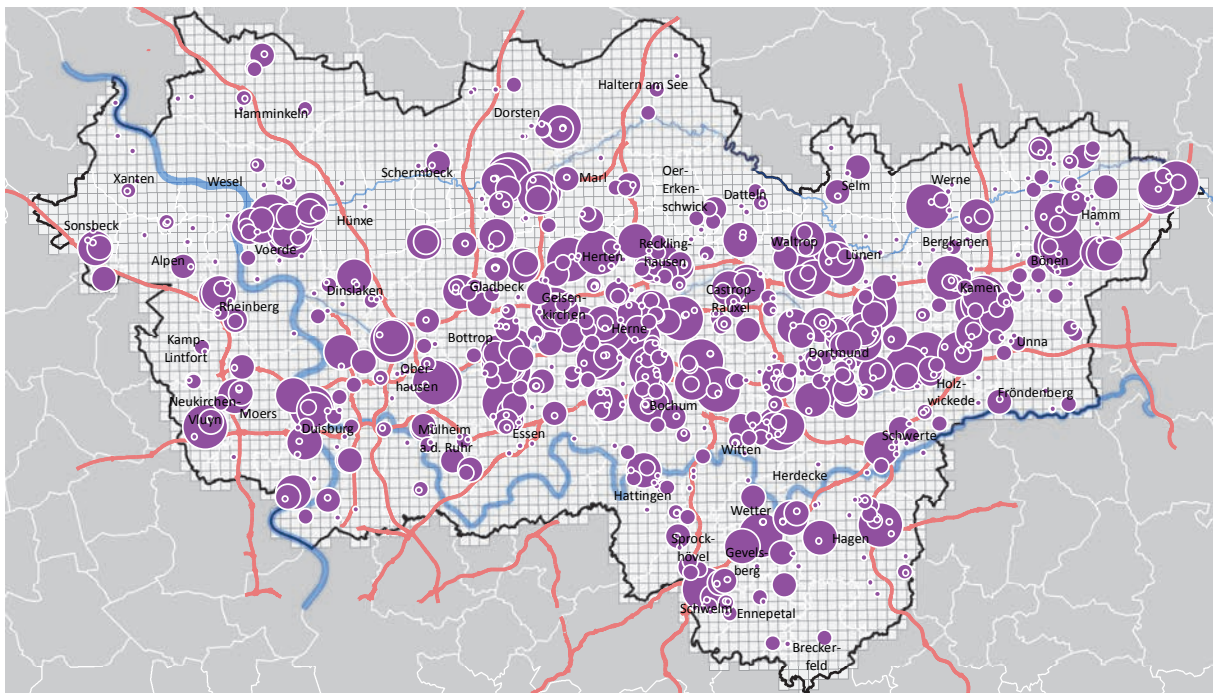 Haltern am See
Hamminkeln
Dorsten
Schermbeck
Marl
Oer-
Erken-
schwick
Datteln
Xanten
Wesel
Selm
Werne
Hamm
Sonsbeck
Hünxe
Voerde
Alpen
Reckling-
hausen
Herten
Waltrop
Lünen
Bergkamen
Bönen
Dinslaken
Gladbeck
Gelsen-
kirchen
Castrop-
Rauxel
Kamen
Rheinberg
Herne
Kamp-
Lintfort
Bottrop
Dortmund
Unna
Ober-
hausen
Holz-
wickede
Fröndenberg
Neukirchen-
Vluyn
Moers
Duisburg
Mülheim
a.d. Ruhr
Essen
Bochum
Witten
Schwerte
Herdecke
Hattingen
Wetter
Sprock-
hövel
Gevels-
berg
Hagen
Schwelm
Ennepetal
Brecker-
feld